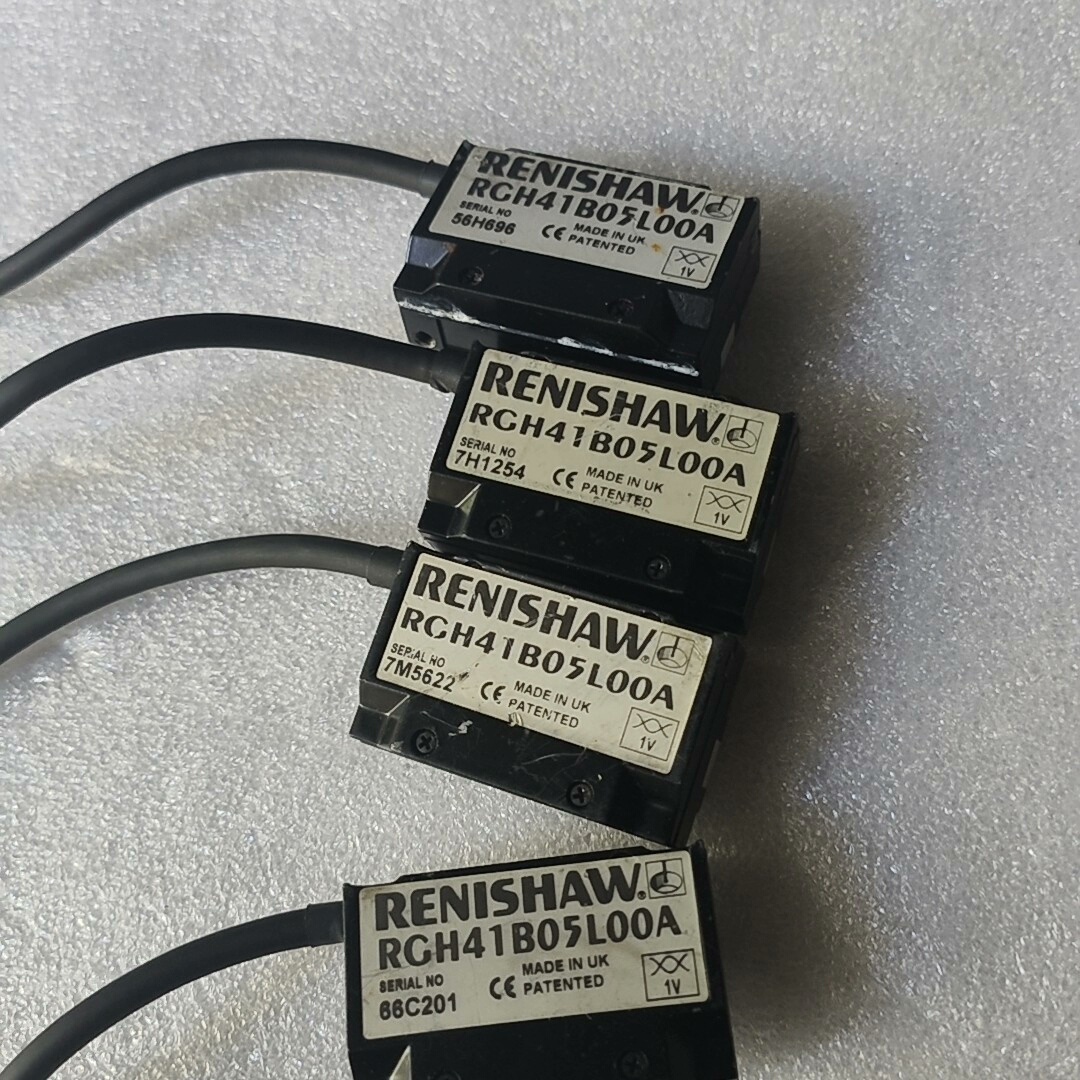 RENISHAW®
RGH41B05L00A
SERIAL NO
56H696
CE
MADE IN UK
PATENTED
1V
RENISHAW®
RGH41B05L00A
SERIAL NO
7H1254
CE
MADE IN UK
PATENTED
1V
RENISHAW®
RGH41B05L00A
SERIAL NO
7M5622
CE
MADE IN UK
PATENTED
1V
RENISHAW®
RGH41B05L00A
SERIAL NO
66C201
CE
MADE IN UK
PATENTED
1V